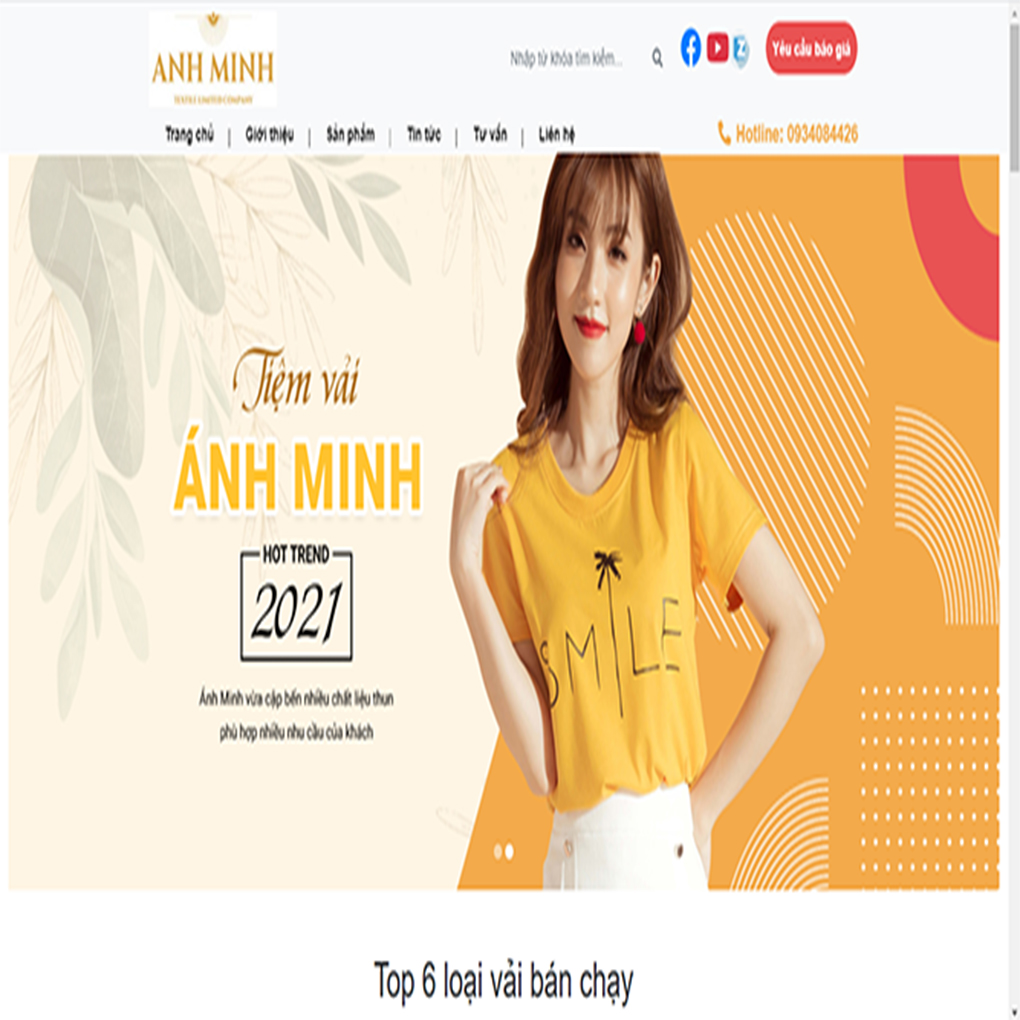 ANH MINH
TEXTILE LIMITED COMPANY
Nhập từ khóa tìm kiếm...
Yêu cầu báo giá
Trang chủ | Giới thiệu | Sản phẩm | Tin tức | Tư vấn | Liên hệ
Hotline: 0934084426
Tiệm vải
ÁNH MINH
HOT TREND
2021
Ánh Minh vừa cập bến nhiều chất liệu thun
phù hợp nhiều nhu cầu của khách
SMILE
Top 6 loại vải bán chạy